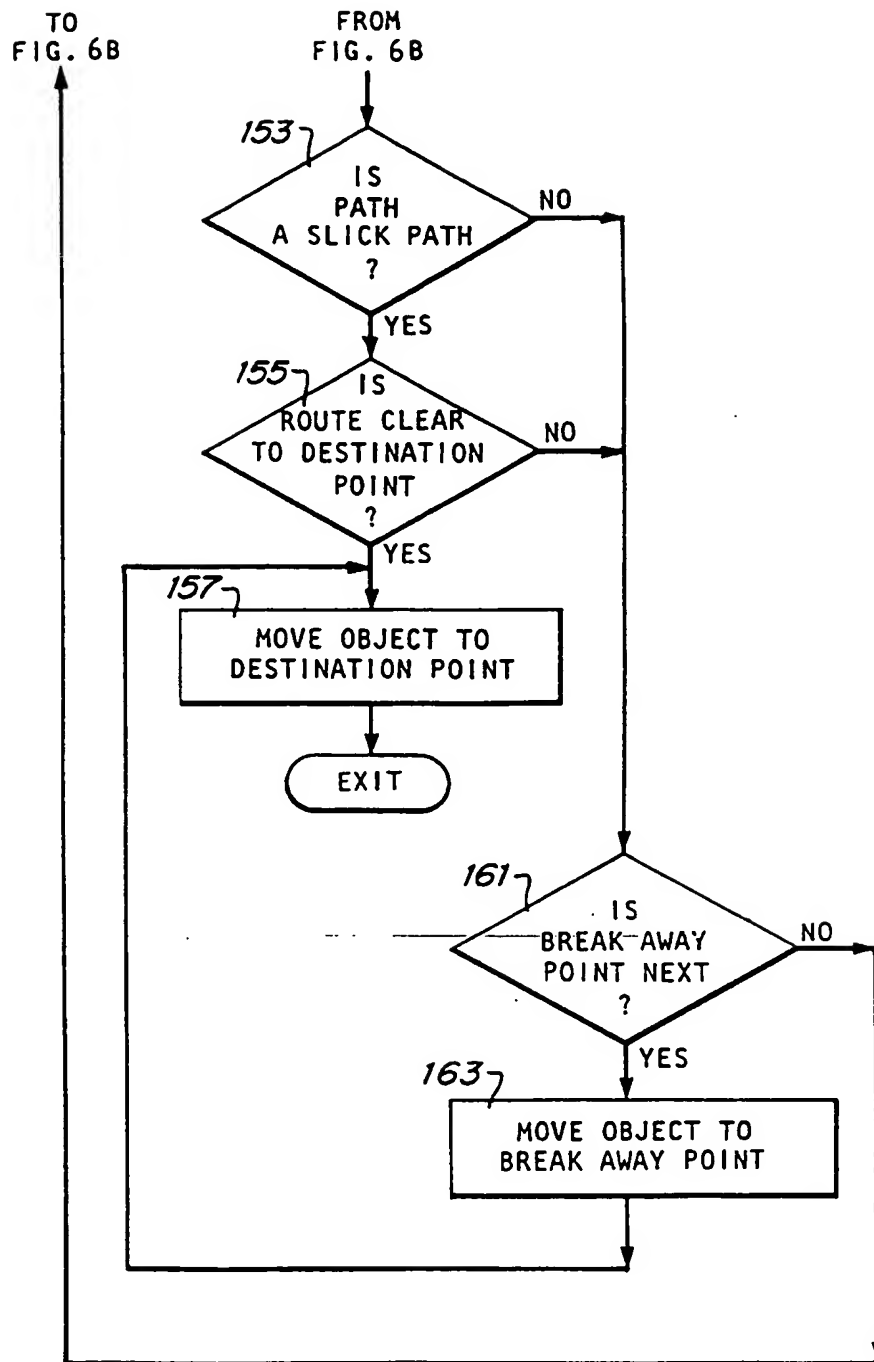 TO
FIG. 6B
FROM
FIG. 6B
153
IS
PATH
A SLICK PATH
?
NO
YES
155
IS
ROUTE CLEAR
TO DESTINATION
POINT
?
NO
YES
157
MOVE OBJECT TO
DESTINATION POINT
EXIT
161
IS
BREAK AWAY
POINT NEXT
?
NO
YES
163
MOVE OBJECT TO
BREAK AWAY POINT